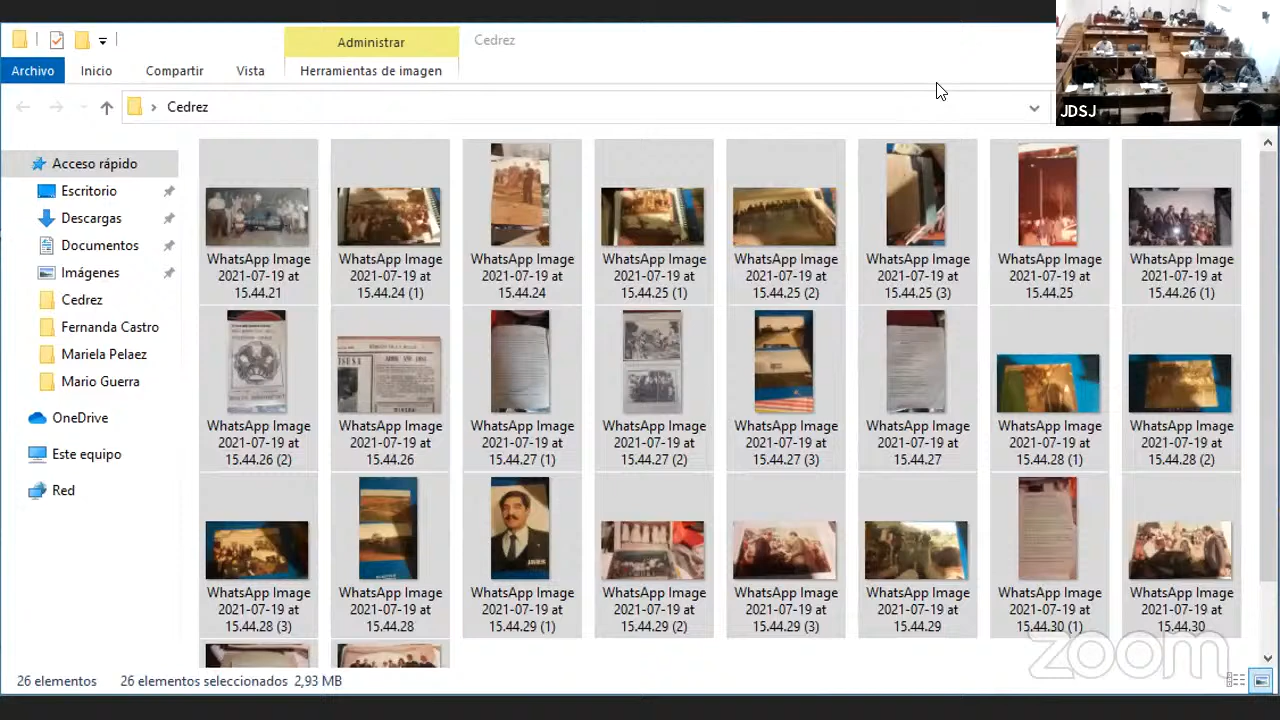 Administrar
Cedrez
Archivo
Inicio
Compartir
Vista
Herramientas de imagen
Cedrez
JDSJ
Acceso rápido
Escritorio
Descargas
Documentos
Imágenes
Cedrez
Fernanda Castro
Mariela Pelaez
Mario Guerra
OneDrive
Este equipo
Red
WhatsApp Image
2021-07-19 at
15.44.21
WhatsApp Image
2021-07-19 at
15.44.24 (1)
WhatsApp Image
2021-07-19 at
15.44.24
WhatsApp Image
2021-07-19 at
15.44.25 (1)
WhatsApp Image
2021-07-19 at
15.44.25 (2)
WhatsApp Image
2021-07-19 at
15.44.25 (3)
WhatsApp Image
2021-07-19 at
15.44.25
WhatsApp Image
2021-07-19 at
15.44.26 (1)
WhatsApp Image
2021-07-19 at
15.44.26 (2)
WhatsApp Image
2021-07-19 at
15.44.26
WhatsApp Image
2021-07-19 at
15.44.27 (1)
WhatsApp Image
2021-07-19 at
15.44.27 (2)
WhatsApp Image
2021-07-19 at
15.44.27 (3)
WhatsApp Image
2021-07-19 at
15.44.27
WhatsApp Image
2021-07-19 at
15.44.28 (1)
WhatsApp Image
2021-07-19 at
15.44.28 (2)
WhatsApp Image
2021-07-19 at
15.44.28 (3)
WhatsApp Image
2021-07-19 at
15.44.28
WhatsApp Image
2021-07-19 at
15.44.29 (1)
WhatsApp Image
2021-07-19 at
15.44.29 (2)
WhatsApp Image
2021-07-19 at
15.44.29 (3)
WhatsApp Image
2021-07-19 at
15.44.29
WhatsApp Image
2021-07-19 at
15.44.30 (1)
WhatsApp Image
2021-07-19 at
15.44.30
zoom
26 elementos
26 elementos seleccionados 2,93 MB